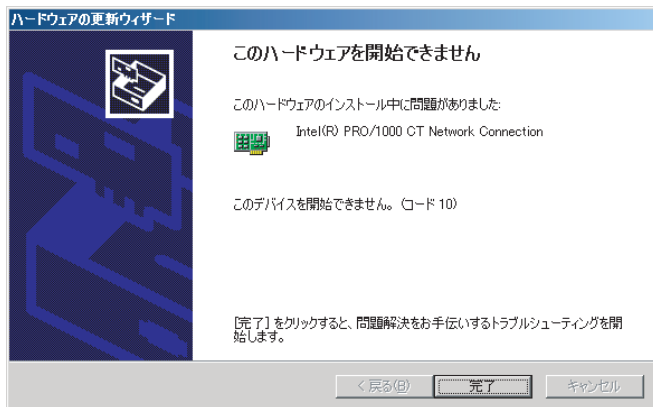 ハードウェアの更新ウィザード
このハードウェアを開始できません
このハードウェアのインストール中に問題がありました:
Intel(R) PRO/1000 CT Network Connection
このデバイスを開始できません。 (コード 10)
[完了] をクリックすると、問題解決をお手伝いするトラブルシューティングを開
始します。
< 戻る(B)
完了
キャンセル